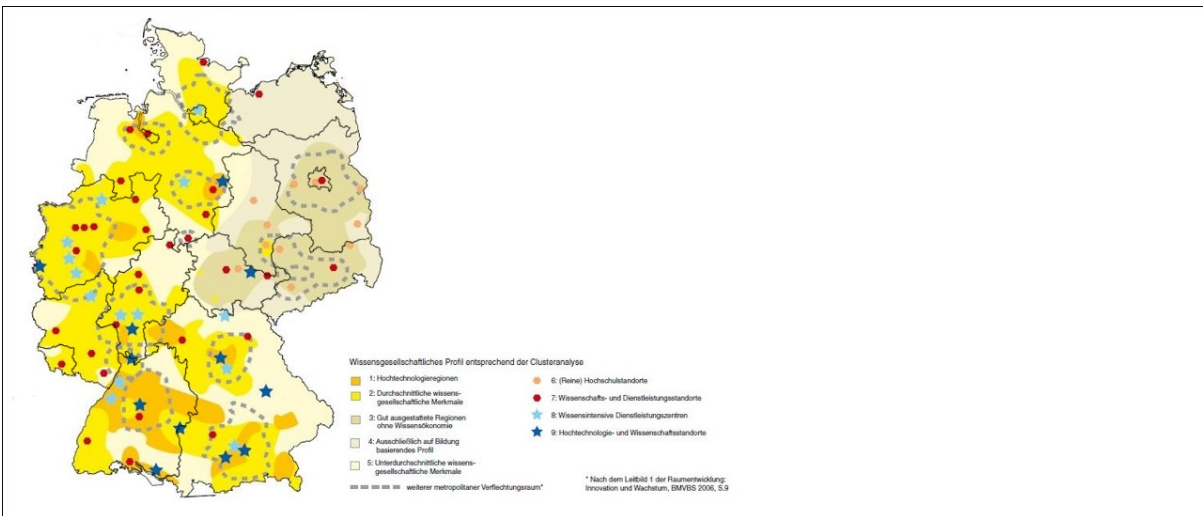 Wissensgesellschaftliches Profil entsprechend der Clusteranalyse
1: Hochtechnologieregionen
2: Durchschnittliche wissens-
gesellschaftliche Merkmale
3: Gut ausgestattete Regionen
ohne Wissensökonomie
4: Ausschließlich auf Bildung
basierendes Profil
5: Unterdurchschnittliche wissens-
gesellschaftliche Merkmale
weiterer metropolitaner Verflechtungsraum*
6: (Reine) Hochschulstandorte
7: Wissenschafts- und Dienstleistungsstandorte
8: Wissensintensive Dienstleistungszentren
9: Hochtechnologie- und Wissenschaftsstandorte
* Nach dem Leitbild 1 der Raumentwicklung:
Innovation und Wachstum, BMVBS 2006, S.9